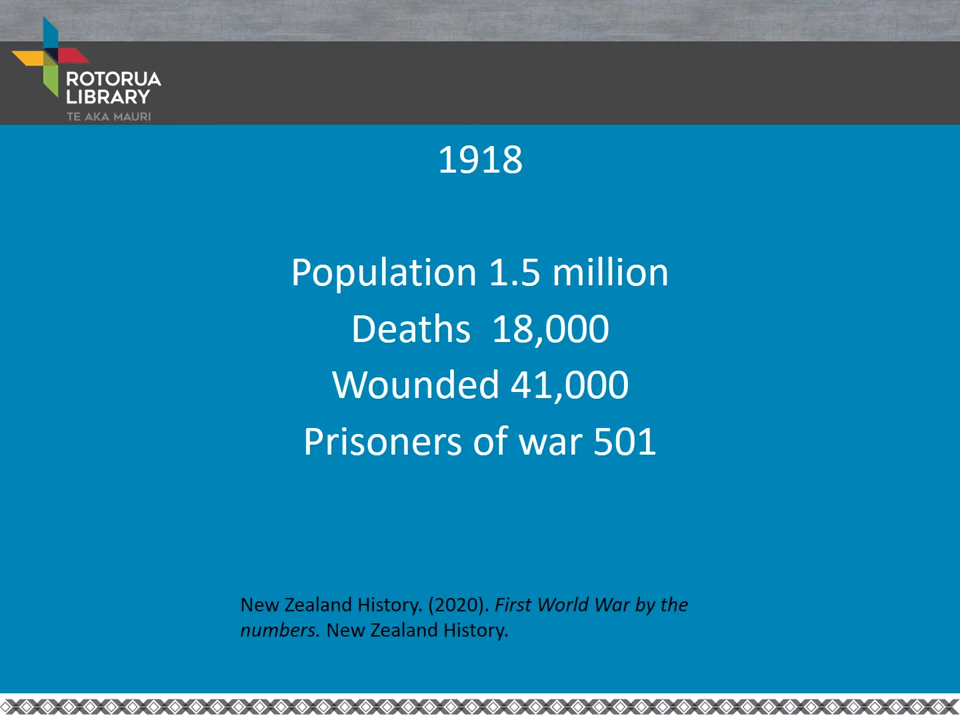 ROTORUA
LIBRARY
TE AKA MAURI
1918
Population 1.5 million
Deaths  18,000
Wounded 41,000
Prisoners of war 501
New Zealand History. (2020). First World War by the
numbers. New Zealand History.